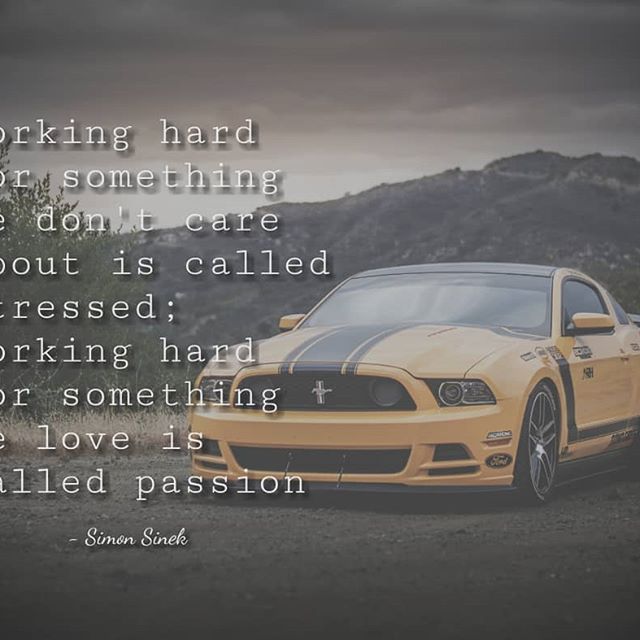 orking hard
or something
e don't care
bout is called
tressed;
orking hard
or something
e love is
alled passion
- Simon Sinek
Ford